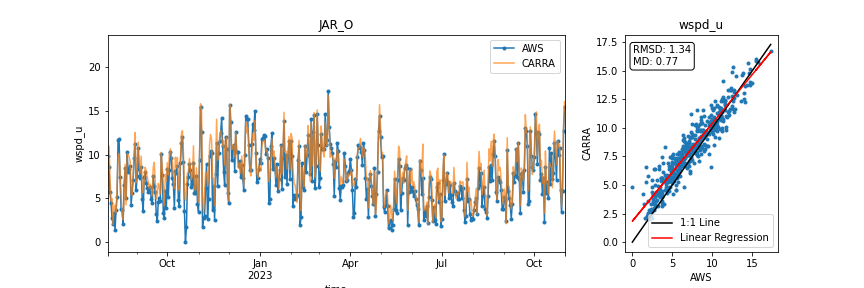 JAR_O
wspd_u
20
15
10
5
0
wspd_u
AWS
CARRA
Oct
Jan
2023
Apr
Jul
Oct
time
wspd_u
17.5
15.0
12.5
10.0
7.5
5.0
2.5
0.0
CARRA
RMSD: 1.34
MD: 0.77
1:1 Line
Linear Regression
0
5
10
15
AWS